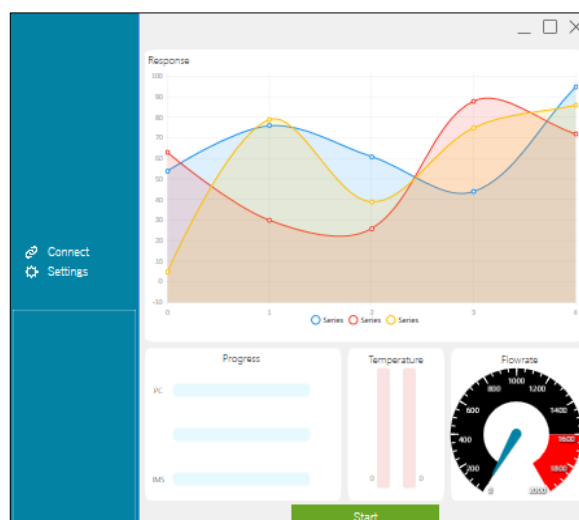 Response
100
90
80
70
60
50
40
30
20
10
0
-10
0 1 2 3 4
Series Series Series
Connect
Settings
Progress
PC
IMS
Temperature
0 0
Flowrate
0 200 400 600 800 1000 1200 1400 1600 1800 2000
Start